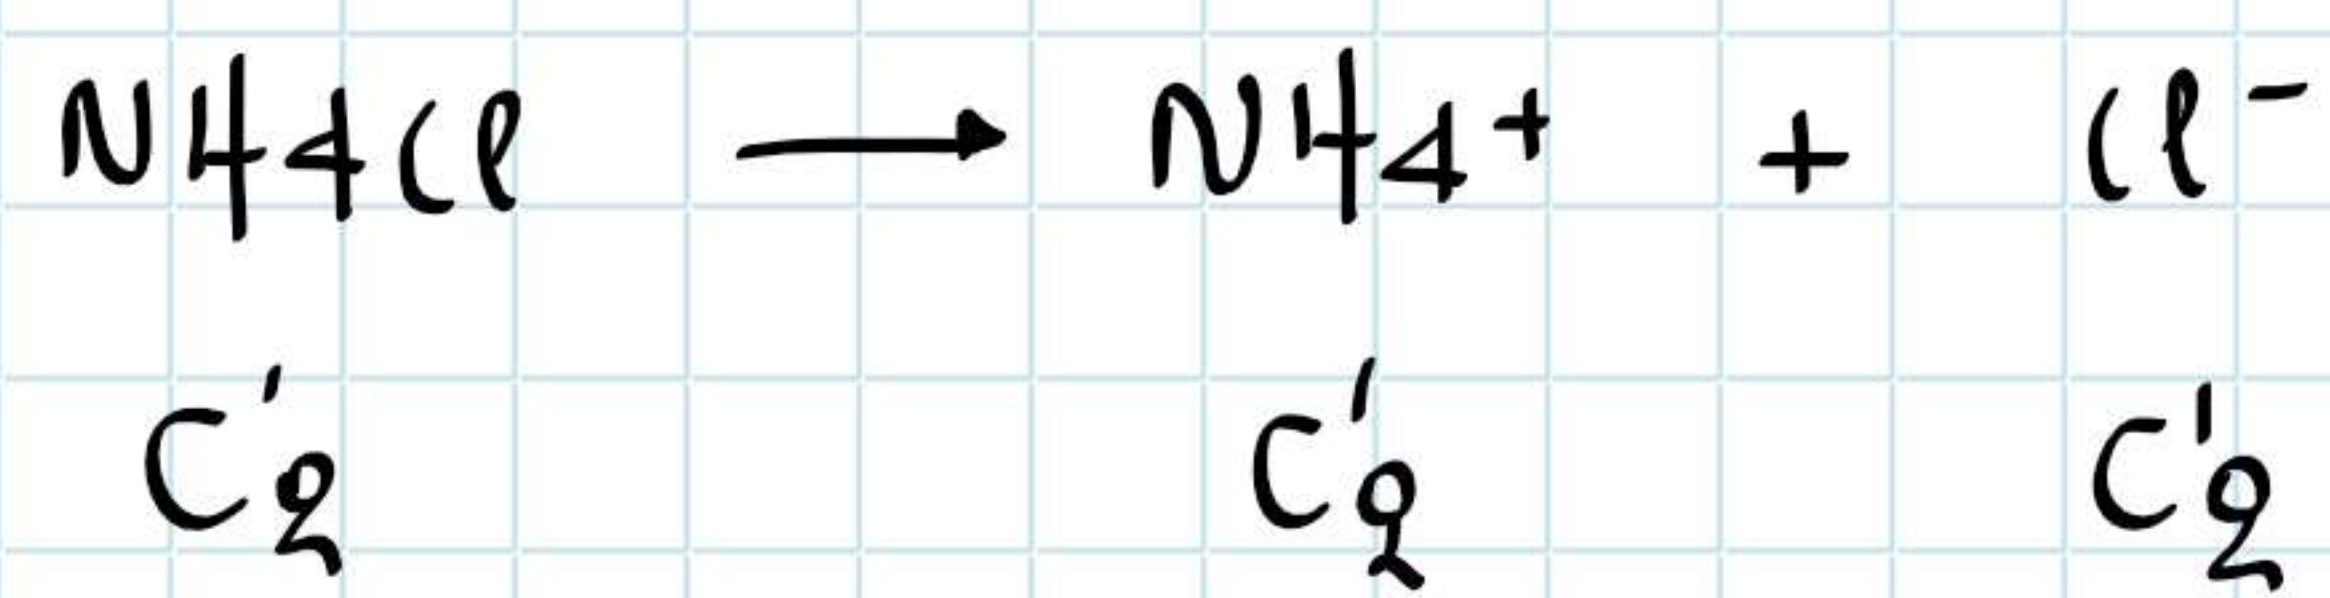 NH4Cl → NH4+ + Cl-
C'2 C'2 C'2